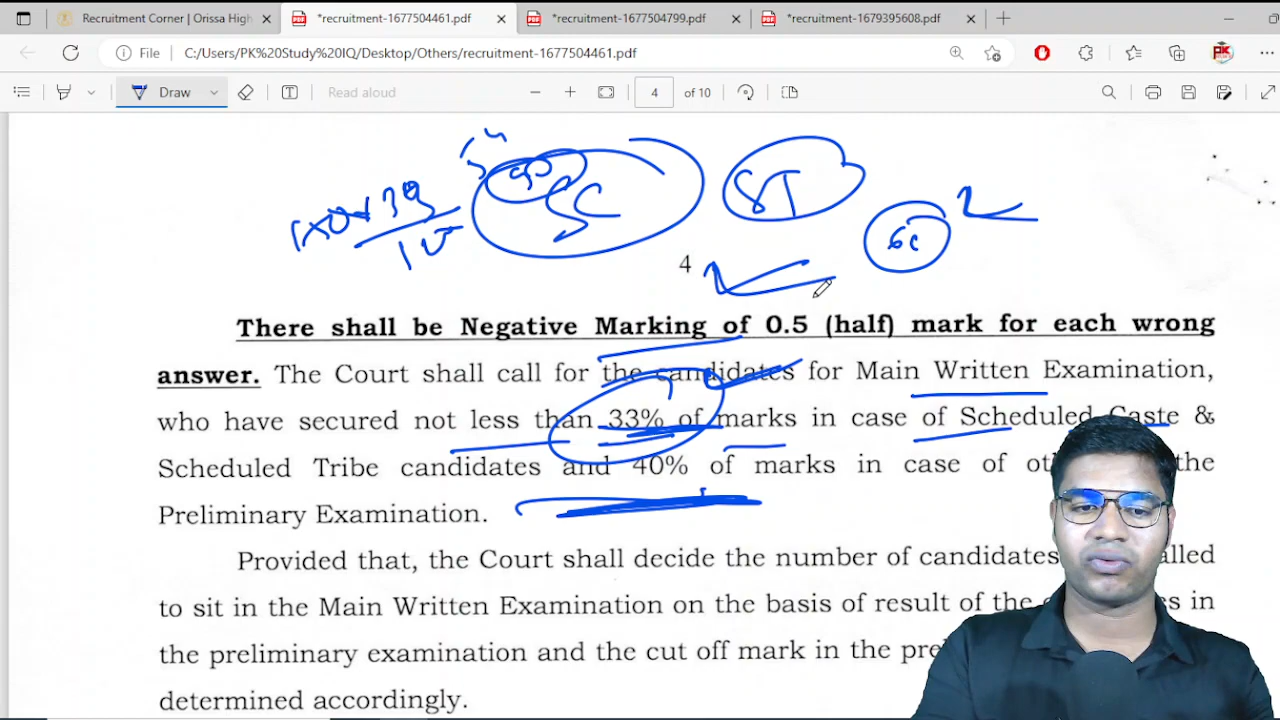 Recruitment Corner | Orissa High
*recruitment-1677504461.pdf
*recruitment-1677504799.pdf
*recruitment-1679395608.pdf
File C:/Users/PK%20Study%20IQ/Desktop/Others/recruitment-1677504461.pdf
Draw
Read aloud
4 of 10
SC ST
4
There shall be Negative Marking of 0.5 (half) mark for each wrong
answer. The Court shall call for the candidates for Main Written Examination,
who have secured not less than 33% of marks in case of Scheduled Caste &
Scheduled Tribe candidates and 40% of marks in case of the
Preliminary Examination.
Provided that, the Court shall decide the number of candidates
to sit in the Main Written Examination on the basis of result of the in
the preliminary examination and the cut off mark in the
determined accordingly.